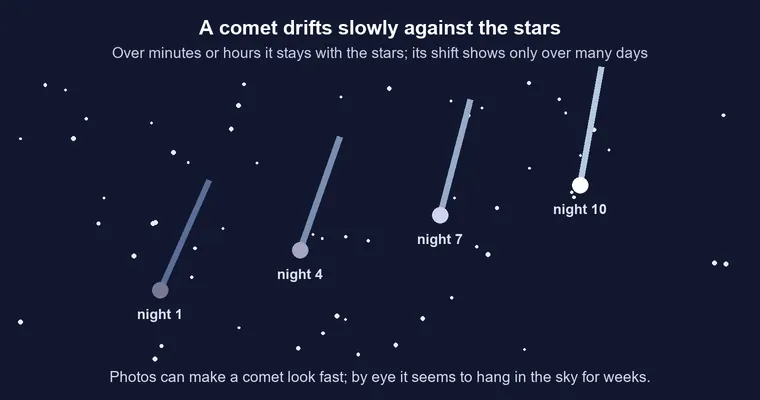 A comet drifts slowly against the stars
Over minutes or hours it stays with the stars; its shift shows only over many days
night 1
night 4
night 7
night 10
Photos can make a comet look fast; by eye it seems to hang in the sky for weeks.